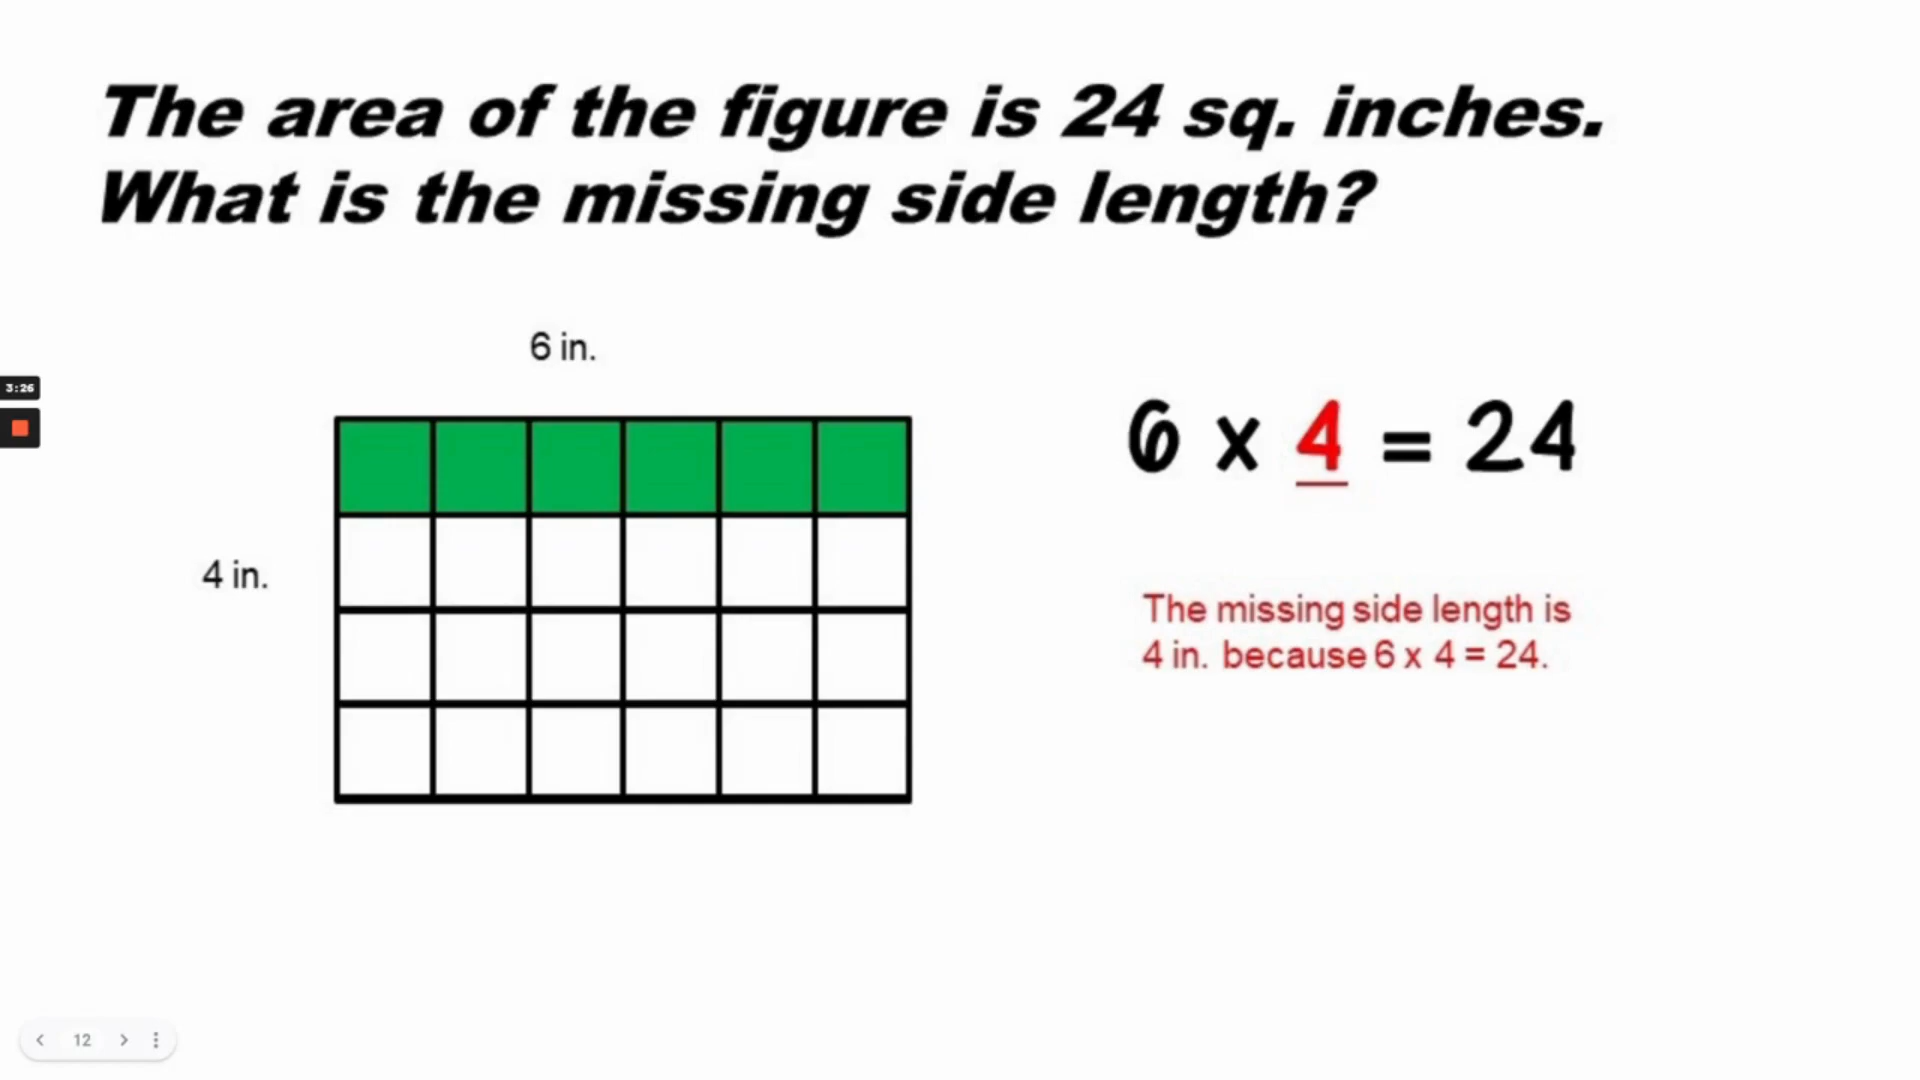 The area of the figure is 24 sq. inches.
What is the missing side length?
6 in.
3:26
6 x 4 = 24
4 in.
The missing side length is
4 in. because 6 x 4 = 24.
12